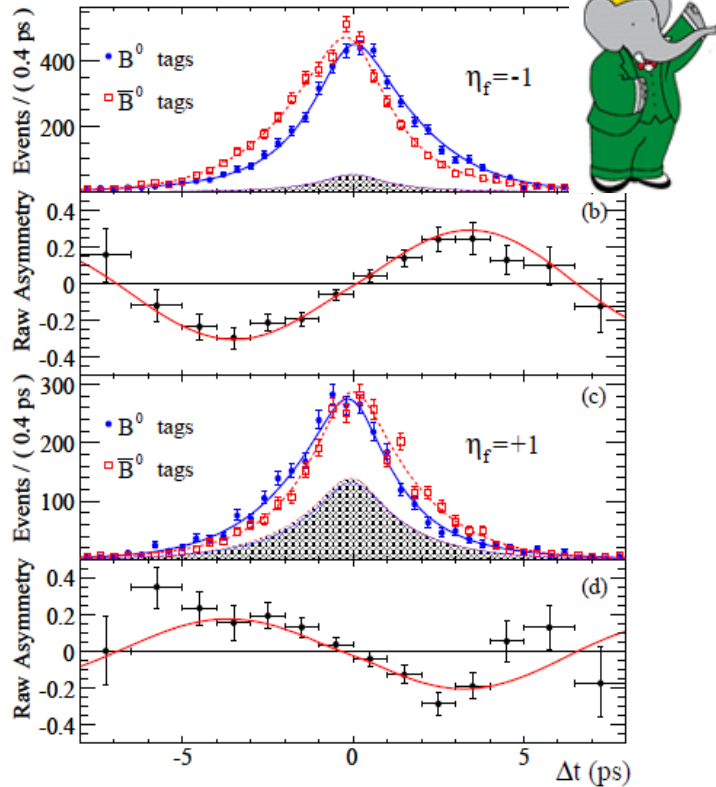 Events / ( 0.4 ps )
400
200
B⁰ tags
B̅⁰ tags
η_f=-1
Raw Asymmetry
0.4
0.2
0
-0.2
-0.4
(b)
Events / ( 0.4 ps )
300
200
100
B⁰ tags
B̅⁰ tags
η_f=+1
(c)
Raw Asymmetry
0.4
0.2
0
-0.2
-0.4
(d)
-5
0
5
Δt (ps)